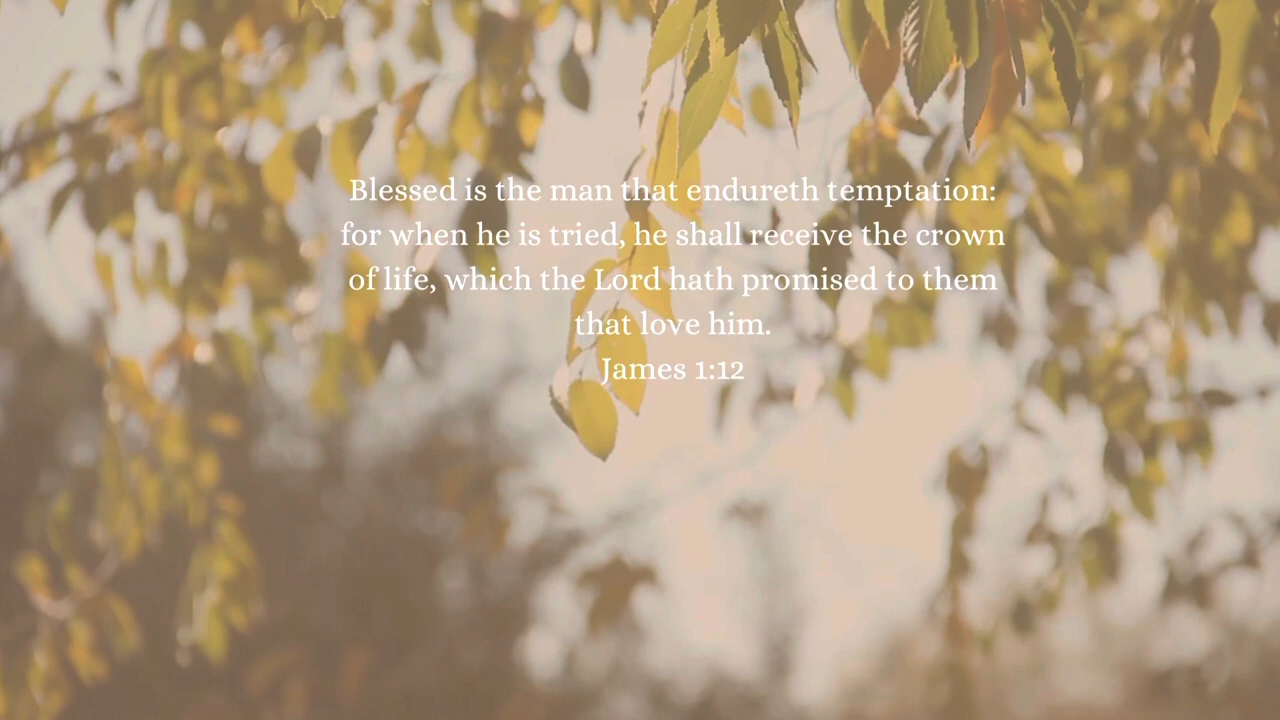 Blessed is the man that endureth temptation:
for when he is tried, he shall receive the crown
of life, which the Lord hath promised to them
that love him.
James 1:12